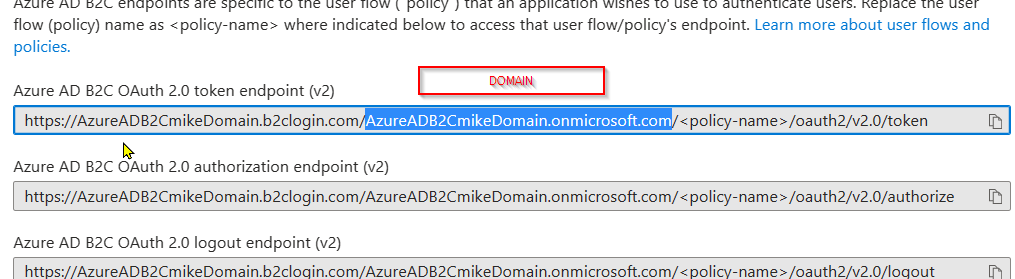 Azure AD B2C endpoints are specific to the user flow ("policy") that an application wishes to use to authenticate users. Replace the user
flow (policy) name as <policy-name> where indicated below to access that user flow/policy's endpoint. Learn more about user flows and
policies.
DOMAIN
Azure AD B2C OAuth 2.0 token endpoint (v2)
https://AzureADB2CmikeDomain.b2clogin.com/AzureADB2CmikeDomain.onmicrosoft.com/<policy-name>/oauth2/v2.0/token
Azure AD B2C OAuth 2.0 authorization endpoint (v2)
https://AzureADB2CmikeDomain.b2clogin.com/AzureADB2CmikeDomain.onmicrosoft.com/<policy-name>/oauth2/v2.0/authorize
Azure AD B2C OAuth 2.0 logout endpoint (v2)
https://AzureADB2CmikeDomain.b2clogin.com/AzureADB2CmikeDomain.onmicrosoft.com/<policy-name>/oauth2/v2.0/logout